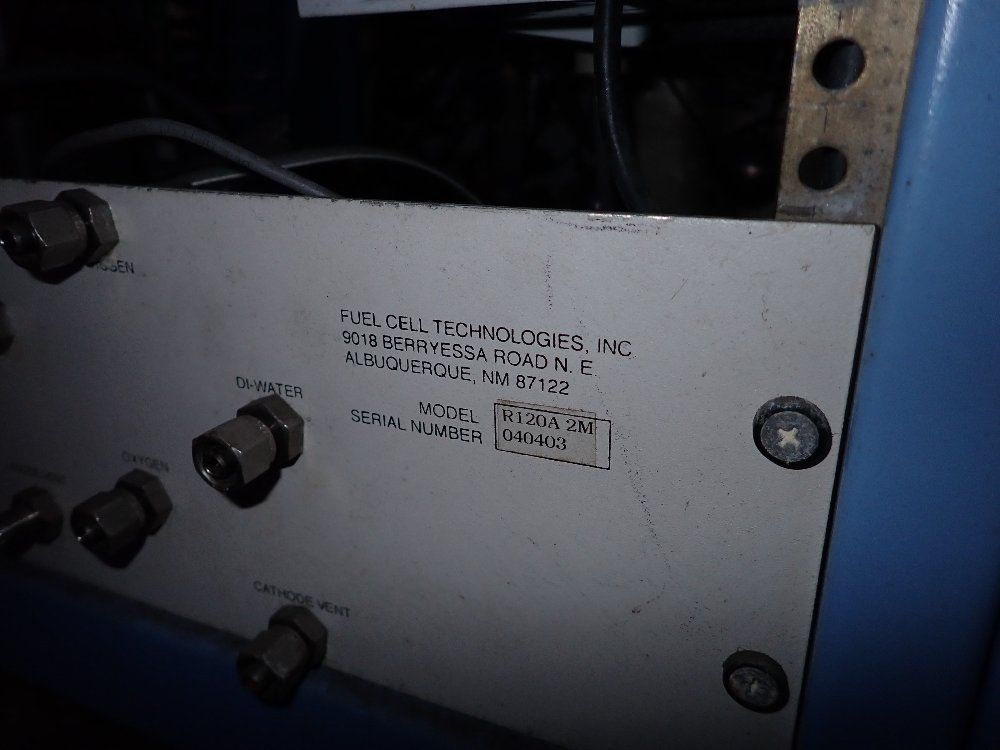 FUEL CELL TECHNOLOGIES, INC
9018 BERRYESSA ROAD N. E.
ALBUQUERQUE, NM 87122
DI-WATER
MODEL R120A 2M
SERIAL NUMBER 040403
OXYGEN
CATHODE VENT